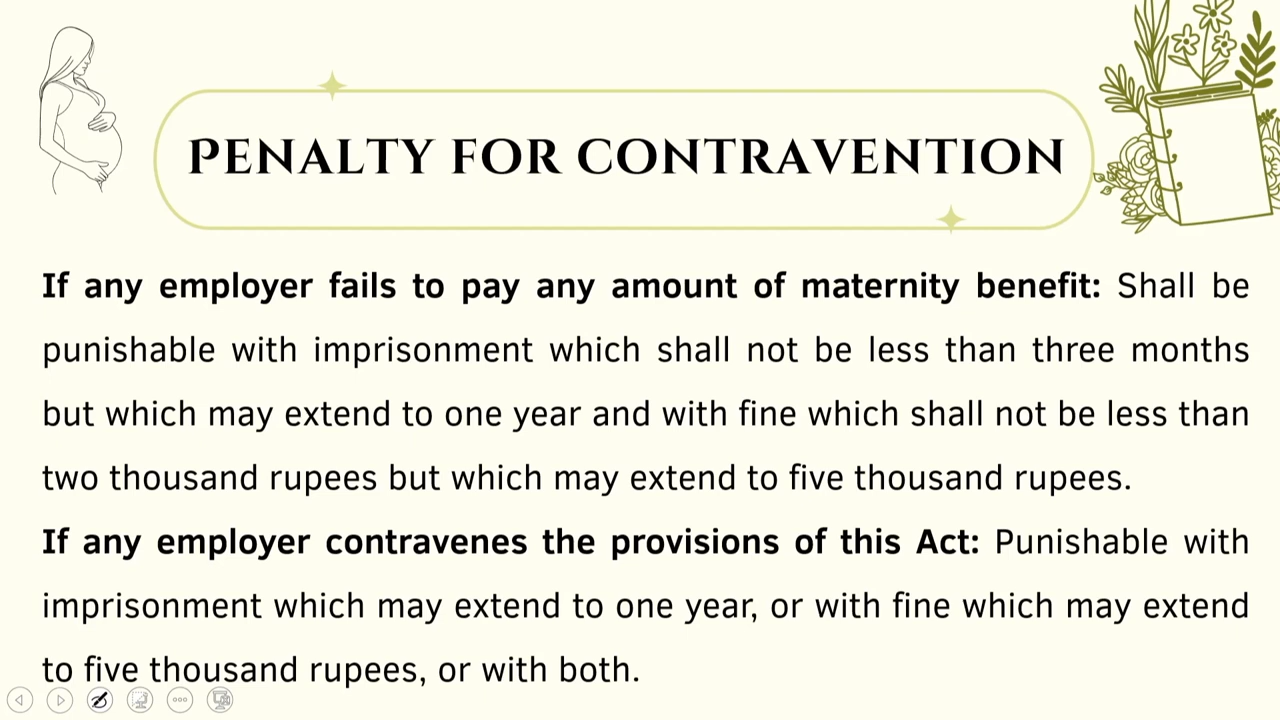 PENALTY FOR CONTRAVENTION
If any employer fails to pay any amount of maternity benefit: Shall be
punishable with imprisonment which shall not be less than three months
but which may extend to one year and with fine which shall not be less than
two thousand rupees but which may extend to five thousand rupees.
If any employer contravenes the provisions of this Act: Punishable with
imprisonment which may extend to one year, or with fine which may extend
to five thousand rupees, or with both.